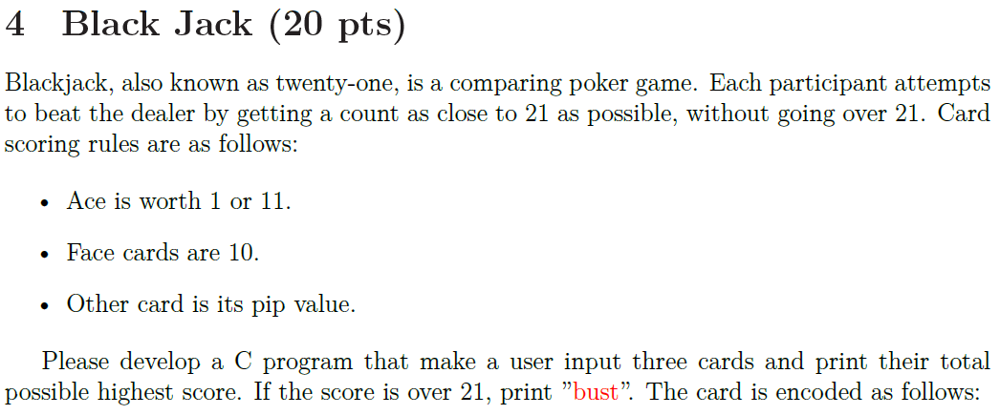 4 Black Jack (20 pts)
Blackjack, also known as twenty-one, is a comparing poker game. Each participant attempts
to beat the dealer by getting a count as close to 21 as possible, without going over 21. Card
scoring rules are as follows:
• Ace is worth 1 or 11.
• Face cards are 10.
• Other card is its pip value.
Please develop a C program that make a user input three cards and print their total
possible highest score. If the score is over 21, print ”bust”. The card is encoded as follows: